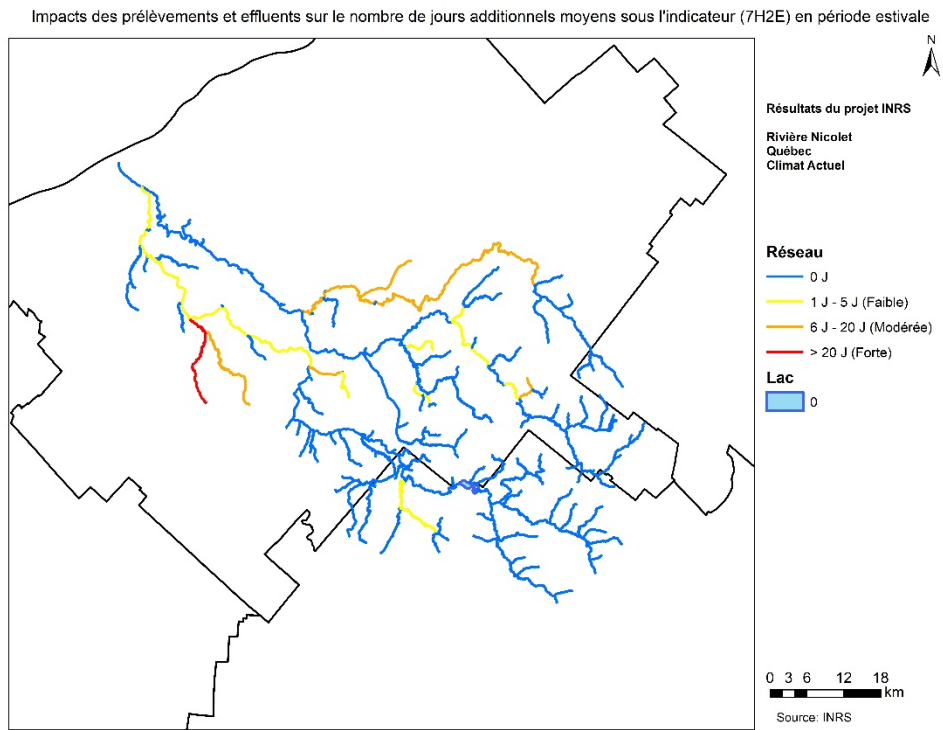 Impacts des prélèvements et effluents sur le nombre de jours additionnels moyens sous l'indicateur (7H2E) en période estivale
N
Résultats du projet INRS
Rivière Nicolet
Québec
Climat Actuel
Réseau
0 J
1 J - 5 J (Faible)
6 J - 20 J (Modérée)
> 20 J (Forte)
Lac
0
0 3 6 12 18
km
Source: INRS